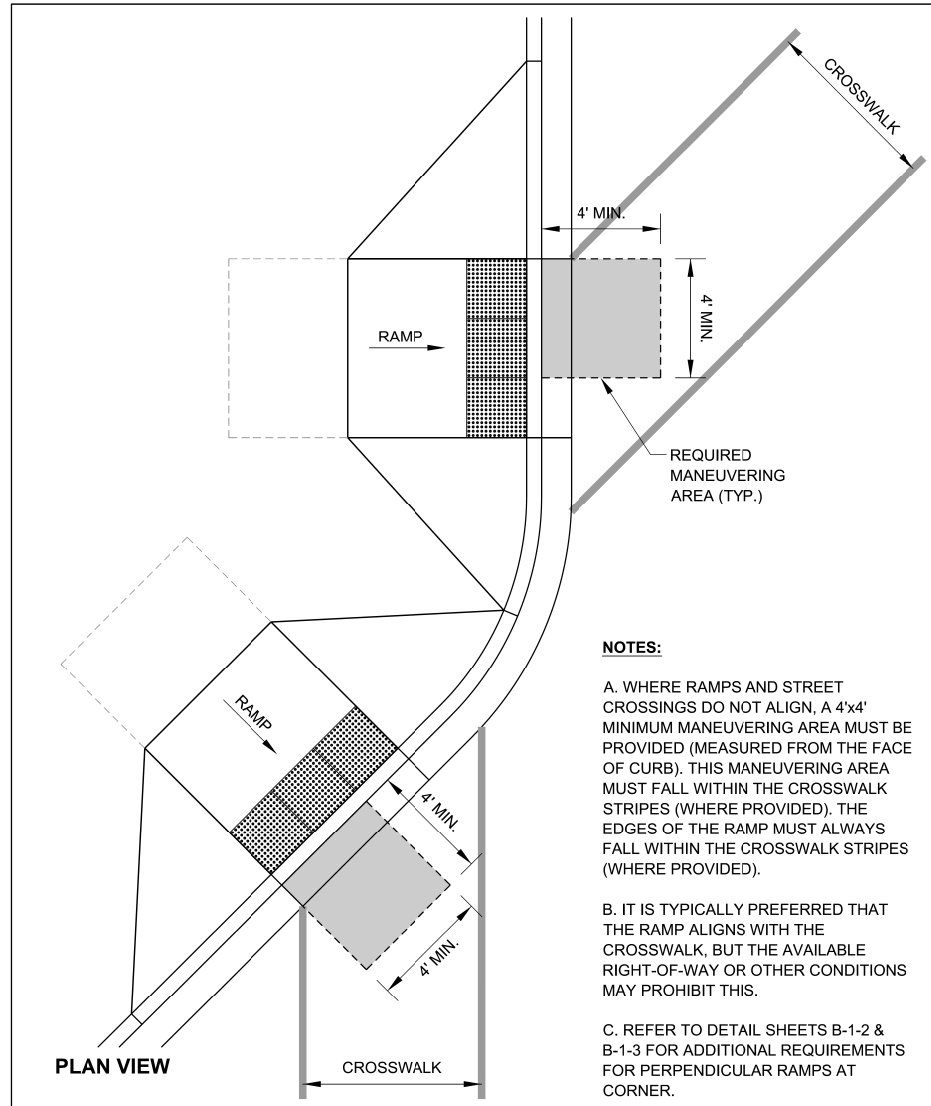 CROSSWALK
4' MIN.
4' MIN.
RAMP
REQUIRED
MANEUVERING
AREA (TYP.)
RAMP
4' MIN.
4' MIN.
CROSSWALK
PLAN VIEW
NOTES:
A. WHERE RAMPS AND STREET
CROSSINGS DO NOT ALIGN, A 4'x4'
MINIMUM MANEUVERING AREA MUST BE
PROVIDED (MEASURED FROM THE FACE
OF CURB). THIS MANEUVERING AREA
MUST FALL WITHIN THE CROSSWALK
STRIPES (WHERE PROVIDED). THE
EDGES OF THE RAMP MUST ALWAYS
FALL WITHIN THE CROSSWALK STRIPES
(WHERE PROVIDED).
B. IT IS TYPICALLY PREFERRED THAT
THE RAMP ALIGNS WITH THE
CROSSWALK, BUT THE AVAILABLE
RIGHT-OF-WAY OR OTHER CONDITIONS
MAY PROHIBIT THIS.
C. REFER TO DETAIL SHEETS B-1-2 &
B-1-3 FOR ADDITIONAL REQUIREMENTS
FOR PERPENDICULAR RAMPS AT
CORNER.